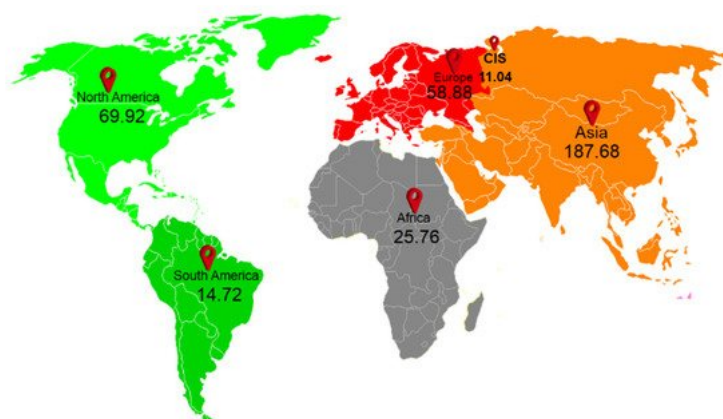 North America
69.92
South America
14.72
Europe
58.88
CIS
11.04
Africa
25.76
Asia
187.68